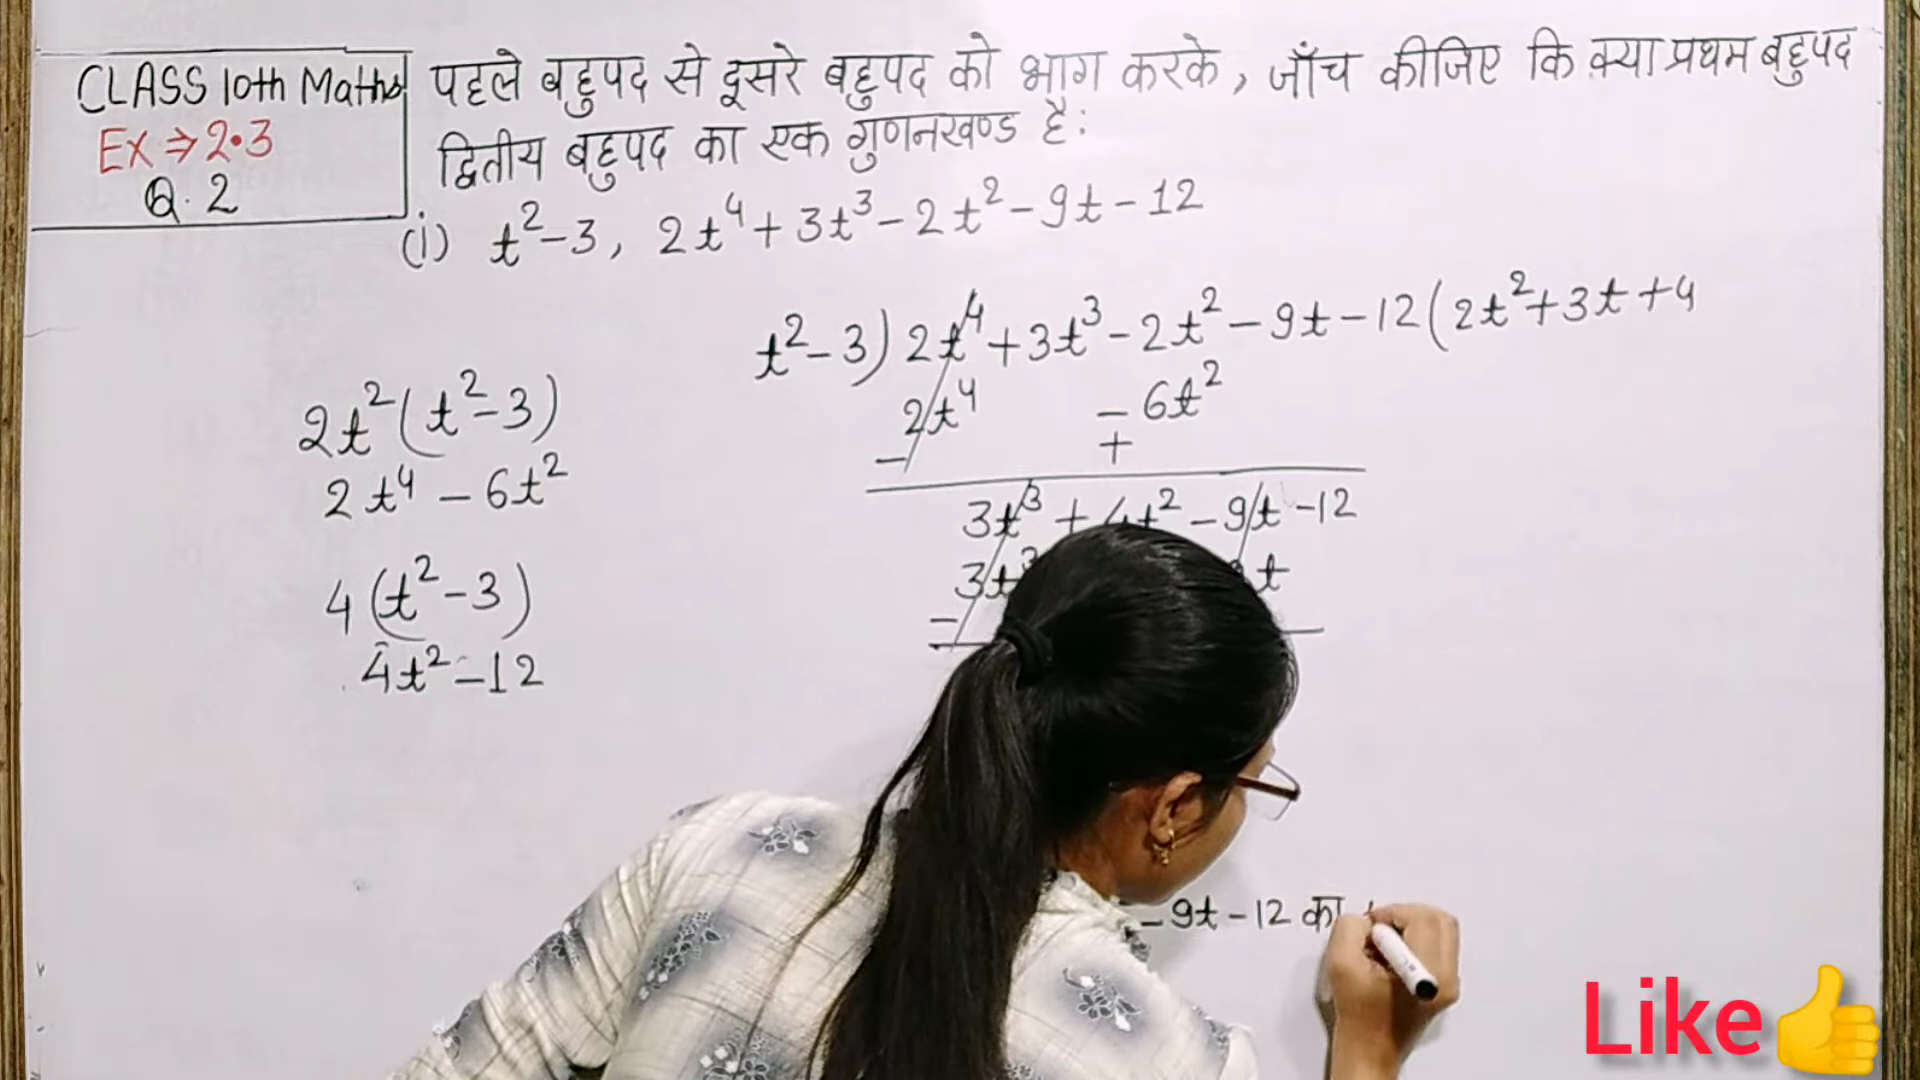 CLASS 10th Maths
Ex ⇒ 2.3
Q. 2
पहले बहुपद से दूसरे बहुपद को भाग करके, जाँच कीजिए कि क्या प्रथम बहुपद
द्वितीय बहुपद का एक गुणनखण्ड है:
(i) t²-3, 2t⁴+3t³-2t²-9t-12
t²-3)2t⁴+3t³-2t²-9t-12(2t²+3t+4
2t⁴ -6t²
- +
3t³ + 4t² -9t -12
3t³ t
-
2t²(t²-3)
2t⁴ - 6t²
4(t²-3)
4t²-12
-9t-12 का
Like